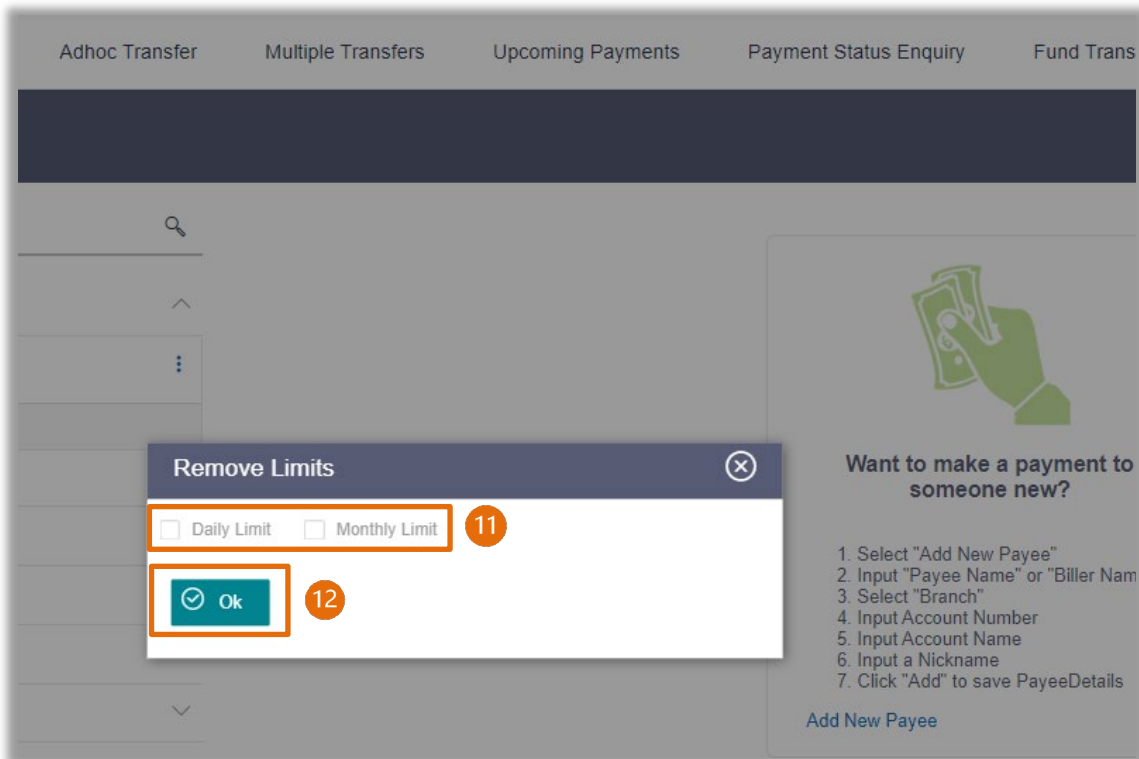 Adhoc Transfer Multiple Transfers Upcoming Payments Payment Status Enquiry Fund Trans
Remove Limits
Daily Limit Monthly Limit 11
Ok 12
Want to make a payment to
someone new?
1. Select "Add New Payee"
2. Input "Payee Name" or "Biller Nam
3. Select "Branch"
4. Input Account Number
5. Input Account Name
6. Input a Nickname
7. Click "Add" to save PayeeDetails
Add New Payee